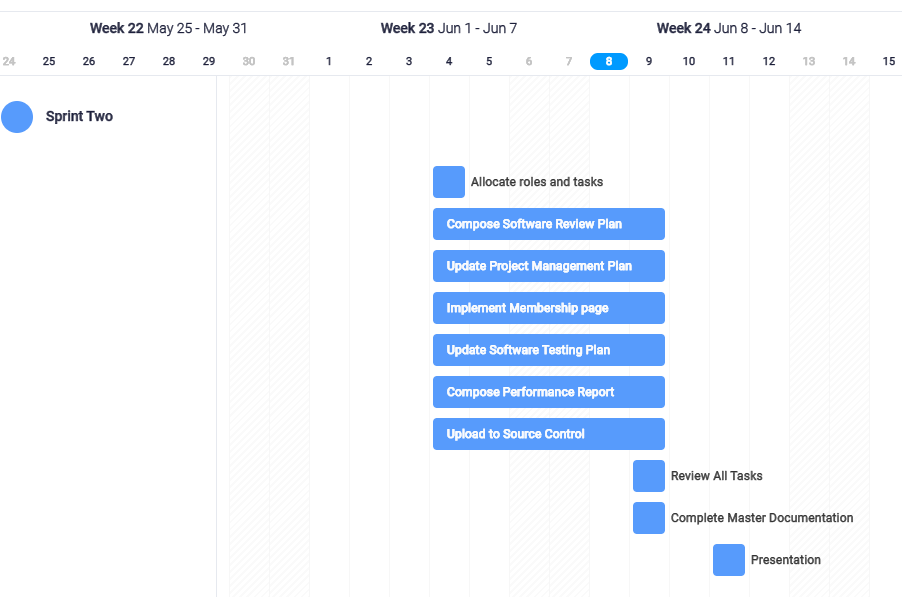 Week 22 May 25 - May 31 Week 23 Jun 1 - Jun 7 Week 24 Jun 8 - Jun 14
24 25 26 27 28 29 30 31 1 2 3 4 5 6 7 8 9 10 11 12 13 14 15
Sprint Two
Allocate roles and tasks
Compose Software Review Plan
Update Project Management Plan
Implement Membership page
Update Software Testing Plan
Compose Performance Report
Upload to Source Control
Review All Tasks
Complete Master Documentation
Presentation